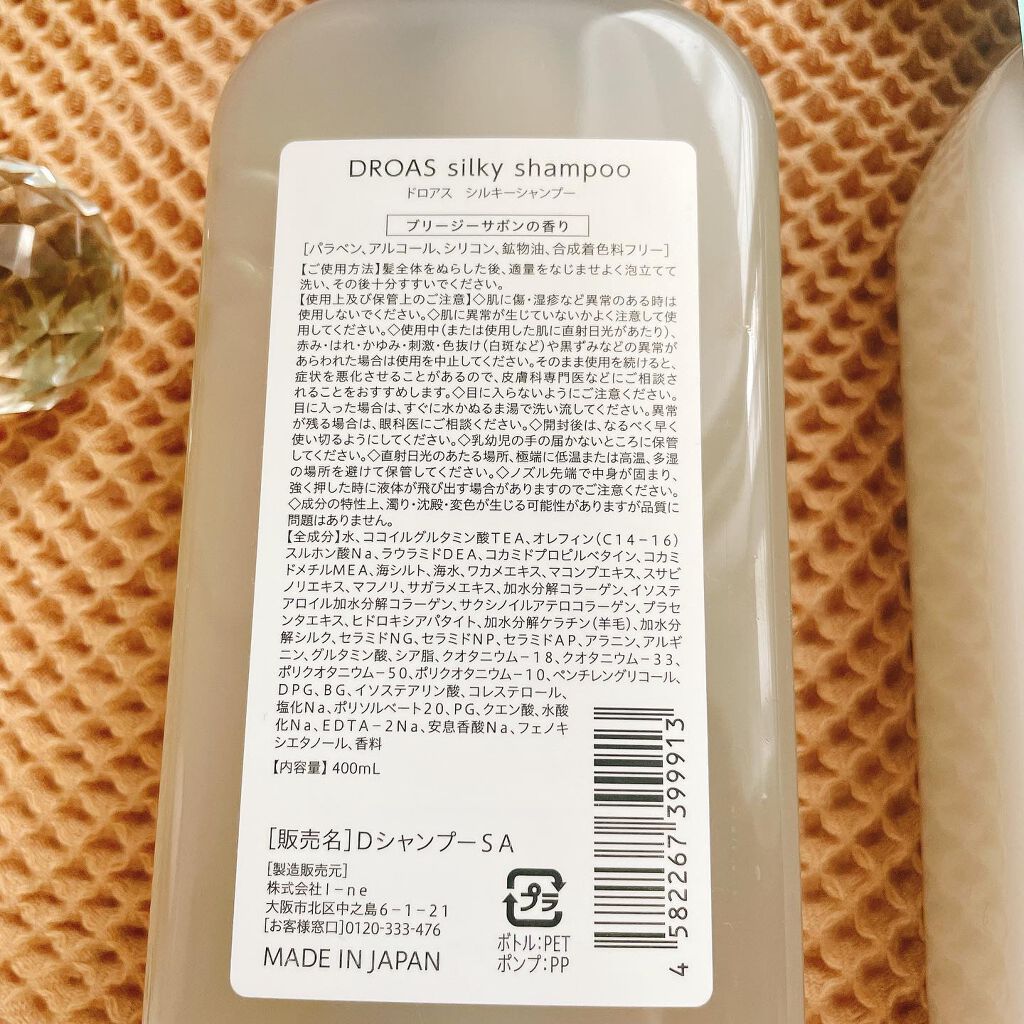 DROAS silky shampoo
ドロアス シルキーシャンプー
ブリージーサボンの香り
[パラベン、アルコール、シリコン、鉱物油、合成着色料フリー]
【ご使用方法】髪全体をぬらした後、適量をなじませよく泡立てて
洗い、その後十分すすいでください。
【使用上及び保管上のご注意】◇肌に傷・湿疹など異常のある時は
使用しないでください。◇肌に異常が生じていないかよく注意して使
用してください。◇使用中(または使用した肌に直射日光があたり)、
赤み・はれ・かゆみ・刺激・色抜け(白斑など)や黒ずみなどの異常が
あらわれた場合は使用を中止してください。そのまま使用を続けると、
症状を悪化させることがあるので、皮膚科専門医などにご相談さ
れることをおすすめします。◇目に入らないようにご注意ください。
目に入った場合は、すぐに水かぬるま湯で洗い流してください。異常
が残る場合は、眼科医にご相談ください。◇開封後は、なるべく早く
使い切るようにしてください。◇乳幼児の手の届かないところに保管
してください。◇直射日光のあたる場所、極端に低温または高温、多湿
の場所を避けて保管してください。◇ノズル先端で中身が固まり、
強く押した時に液体が飛び出す場合がありますのでご注意ください。
◇成分の特性上、濁り・沈殿・変色が生じる可能性がありますが品質に
問題はありません。
【全成分】水、ココイルグルタミン酸TEA、オレフィン(C14-16)
スルホン酸Na、ラウラミドDEA、コカミドプロピルベタイン、コカミ
ドメチルMEA、海シルト、海水、ワカメエキス、マコンブエキス、スサビ
ノリエキス、マフノリ、サガラメエキス、加水分解コラーゲン、イソステ
アロイル加水分解コラーゲン、サクシノイルアテロコラーゲン、プラセ
ンタエキス、ヒドロキシアパタイト、加水分解ケラチン(羊毛)、加水分
解シルク、セラミドNG、セラミドNP、セラミドAP、アラニン、アルギ
ニン、グルタミン酸、シア脂、クオタニウム-18、クオタニウム-33、
ポリクオタニウム-50、ポリクオタニウム-10、ペンチレングリコール、
DPG、BG、イソステアリン酸、コレステロール、
塩化Na、ポリソルベート20、PG、クエン酸、水酸
化Na、EDTA-2Na、安息香酸Na、フェノキ
シエタノール、香料
【内容量】400mL
[販売名]DシャンプーSA
[製造販売元]
株式会社I-ne
大阪市北区中之島6-1-21
[お客様窓口]0120-333-476
MADE IN JAPAN
プラ
ボトル:PET
ポンプ:PP
4 582267 399913